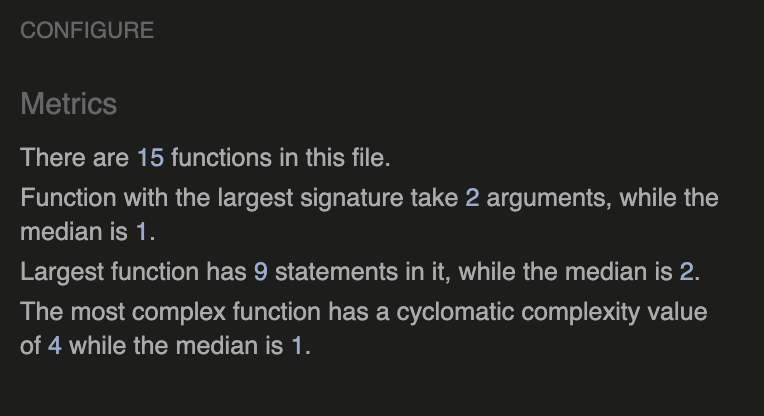 CONFIGURE
Metrics
There are 15 functions in this file.
Function with the largest signature take 2 arguments, while the
median is 1.
Largest function has 9 statements in it, while the median is 2.
The most complex function has a cyclomatic complexity value
of 4 while the median is 1.